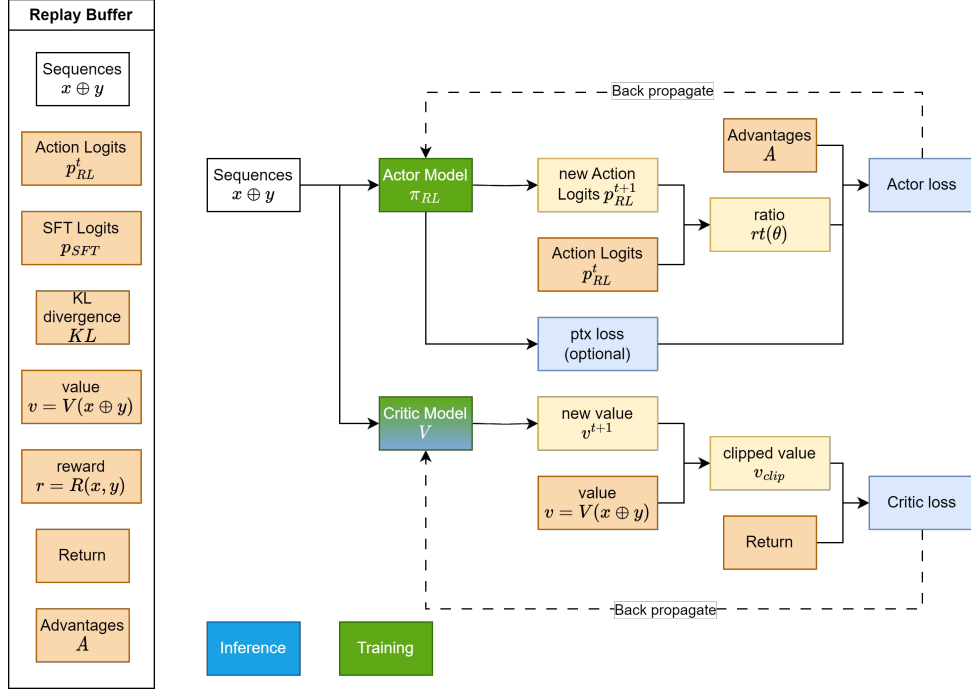 Replay Buffer
Sequences
x ⊕ y
Action Logits
p^t_{RL}
SFT Logits
p_{SFT}
KL
divergence
KL
value
v = V(x ⊕ y)
reward
r = R(x, y)
Return
Advantages
A
Sequences
x ⊕ y
Back propagate
Actor Model
π_{RL}
new Action
Logits p^{t+1}_{RL}
Action Logits
p^t_{RL}
Advantages
A
ratio
rt(θ)
Actor loss
ptx loss
(optional)
Critic Model
V
new value
v^{t+1}
value
v = V(x ⊕ y)
clipped value
v_{clip}
Return
Critic loss
Back propagate
Inference
Training